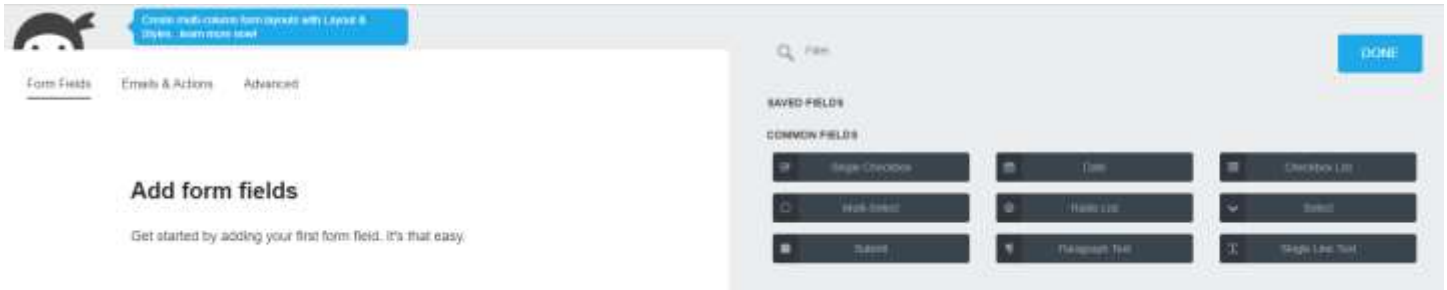 Create multi-column form layouts with Layout &
Styles... learn more now!
Filter
DONE
Form Fields Emails & Actions Advanced
SAVED FIELDS
COMMON FIELDS
Single Checkbox Date Checkbox List
Multi-Select Radio List Select
Add form fields
Get started by adding your first form field. It's that easy.
Submit Paragraph Text Single Line Text